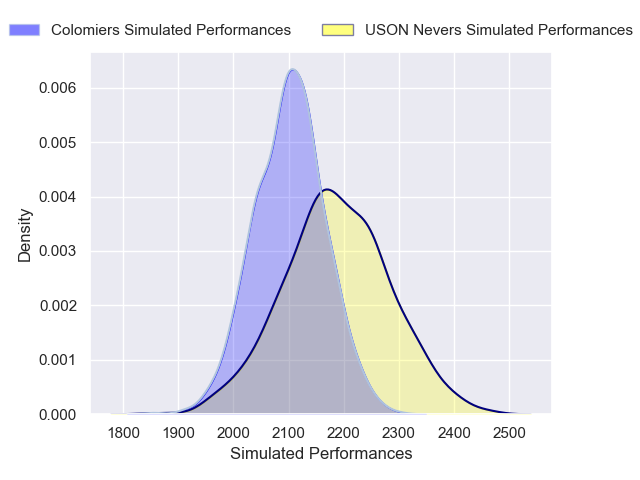 Colomiers Simulated Performances USON Nevers Simulated Performances
0.006
0.005
0.004
0.003
0.002
0.001
0.000
Density
1800 1900 2000 2100 2200 2300 2400 2500
Simulated Performances